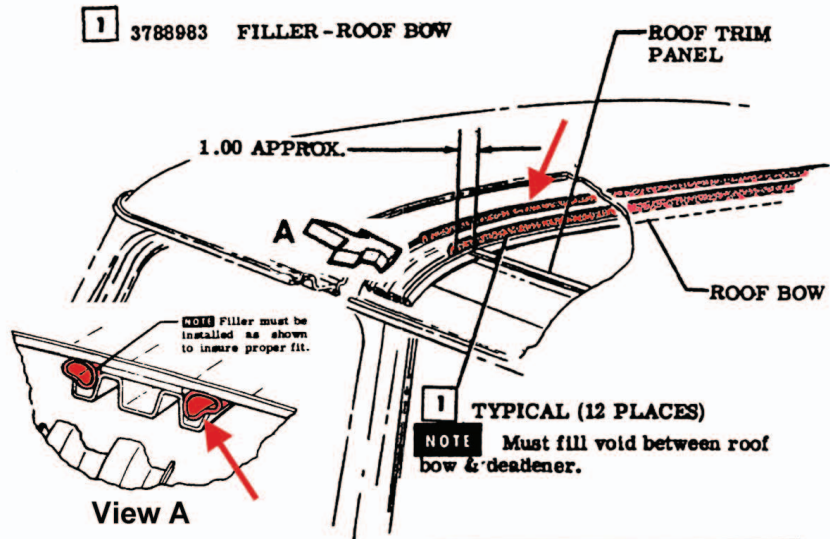 1 3788983 FILLER-ROOF BOW
ROOF TRIM
PANEL
1.00 APPROX.
A
ROOF BOW
NOTE Filler must be
installed as shown
to insure proper fit.
1 TYPICAL (12 PLACES)
NOTE Must fill void between roof
bow & deadener.
View A